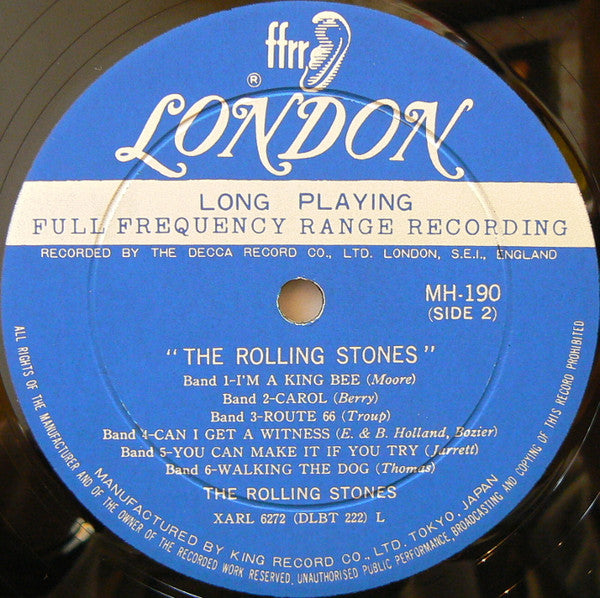 ffrr
®
LONDON
LONG PLAYING
FULL FREQUENCY RANGE RECORDING
RECORDED BY THE DECCA RECORD CO., LTD. LONDON, S.E.I., ENGLAND
MH-190
(SIDE 2)
"THE ROLLING STONES"
Band 1-I'M A KING BEE (Moore)
Band 2-CAROL (Berry)
Band 3-ROUTE 66 (Troup)
Band 4-CAN I GET A WITNESS (E. & B. Holland, Bozier)
Band 5-YOU CAN MAKE IT IF YOU TRY (Jarrett)
Band 6-WALKING THE DOG (Thomas)
THE ROLLING STONES
XARL 6272 (DLBT 222) L
MANUFACTURED BY KING RECORD CO., LTD. TOKYO, JAPAN
ALL RIGHTS OF THE MANUFACTURER AND OF THE OWNER OF THE RECORDED WORK RESERVED, UNAUTHORISED PUBLIC PERFORMANCE, BROADCASTING AND COPYING OF THIS RECORD PROHIBITED